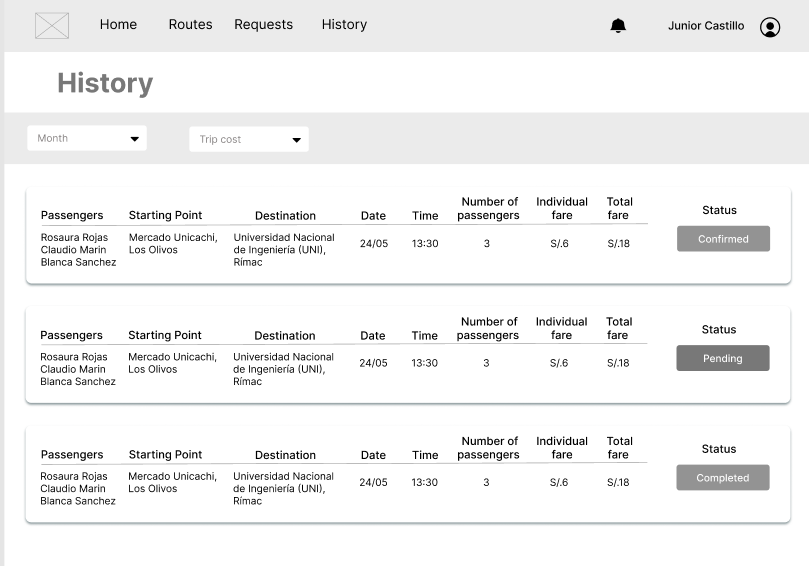 Home Routes Requests History Junior Castillo
History
Month Trip cost
Passengers Starting Point Destination Date Time Number of passengers Individual fare Total fare Status
Rosaura Rojas Mercado Unicachi, Universidad Nacional
Claudio Marin Los Olivos de Ingeniería (UNI), 24/05 13:30 3 S/.6 S/.18 Confirmed
Blanca Sanchez Rímac
Passengers Starting Point Destination Date Time Number of passengers Individual fare Total fare Status
Rosaura Rojas Mercado Unicachi, Universidad Nacional
Claudio Marin Los Olivos de Ingeniería (UNI), 24/05 13:30 3 S/.6 S/.18 Pending
Blanca Sanchez Rímac
Passengers Starting Point Destination Date Time Number of passengers Individual fare Total fare Status
Rosaura Rojas Mercado Unicachi, Universidad Nacional
Claudio Marin Los Olivos de Ingeniería (UNI), 24/05 13:30 3 S/.6 S/.18 Completed
Blanca Sanchez Rímac